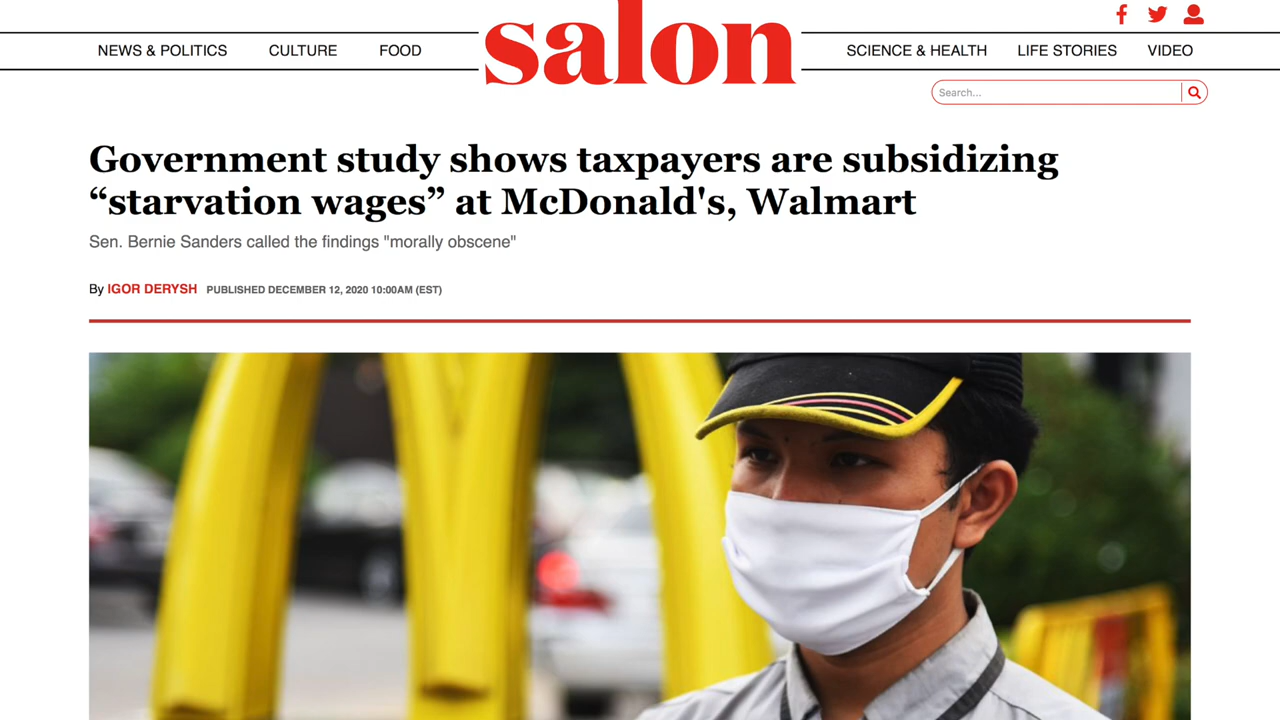 salon
NEWS & POLITICS CULTURE FOOD SCIENCE & HEALTH LIFE STORIES VIDEO
Search...
Government study shows taxpayers are subsidizing
“starvation wages” at McDonald's, Walmart
Sen. Bernie Sanders called the findings "morally obscene"
By IGOR DERYSH PUBLISHED DECEMBER 12, 2020 10:00AM (EST)